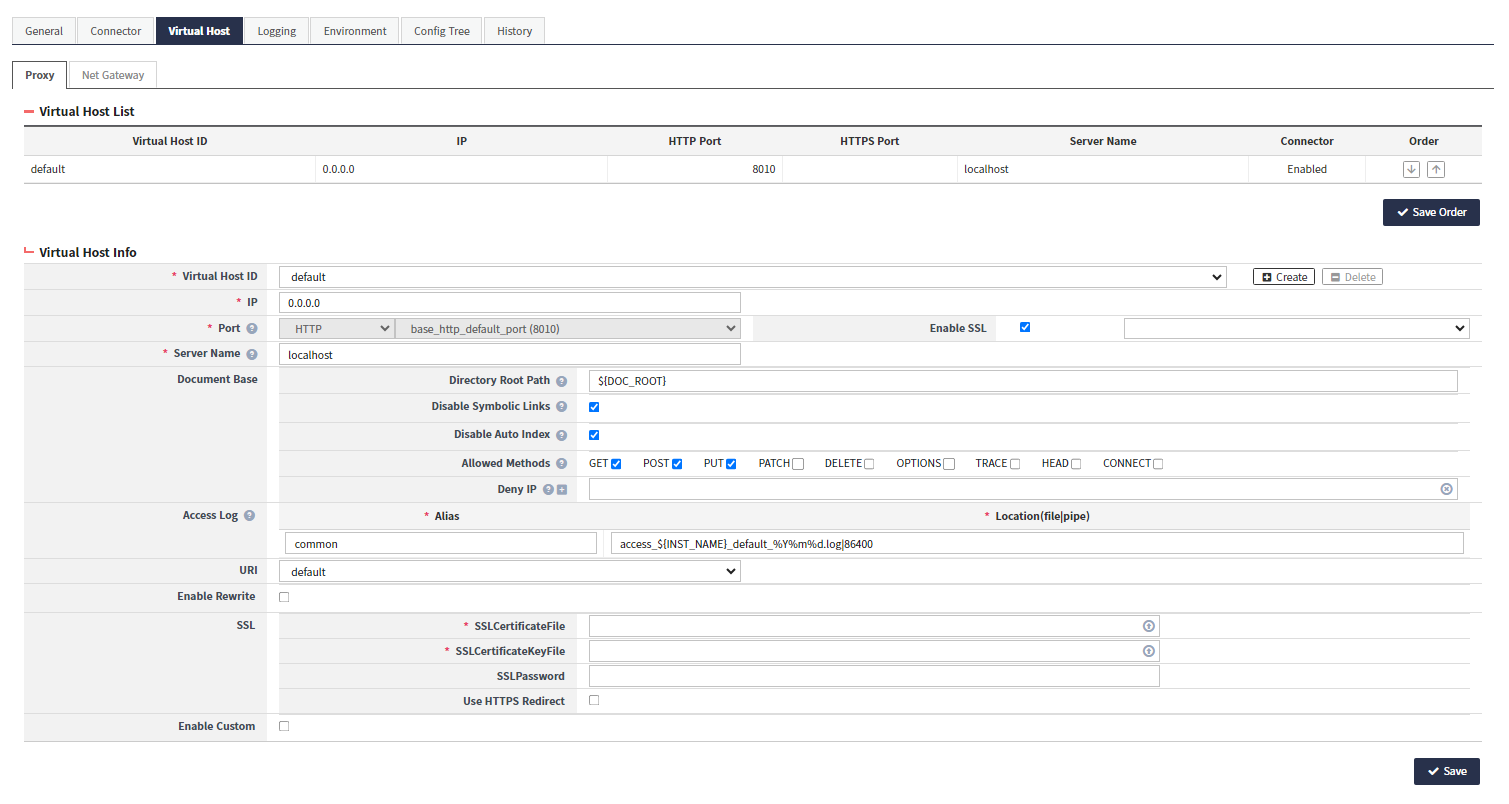 General Connector Virtual Host Logging Environment Config Tree History
Proxy Net Gateway
Virtual Host List
Virtual Host ID IP HTTP Port HTTPS Port Server Name Connector Order
default 0.0.0.0 8010 localhost Enabled
Save Order
Virtual Host Info
* Virtual Host ID default Create Delete
* IP 0.0.0.0
* Port HTTP base_http_default_port (8010) Enable SSL
* Server Name localhost
Document Base Directory Root Path ${DOC_ROOT}
Disable Symbolic Links
Disable Auto Index
Allowed Methods GET POST PUT PATCH DELETE OPTIONS TRACE HEAD CONNECT
Deny IP
Access Log * Alias * Location(file|pipe)
common access_${INST_NAME}_default_%Y%m%d.log|86400
URI default
Enable Rewrite
SSL * SSLCertificateFile
* SSLCertificateKeyFile
SSLPassword
Use HTTPS Redirect
Enable Custom
Save